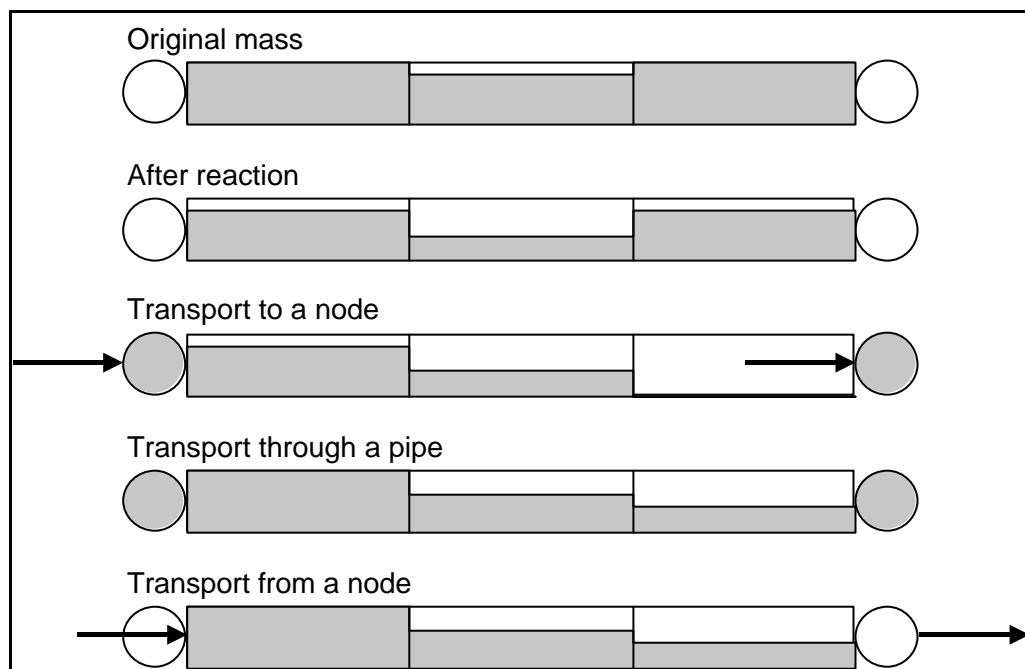 Original mass
After reaction
Transport to a node
Transport through a pipe
Transport from a node